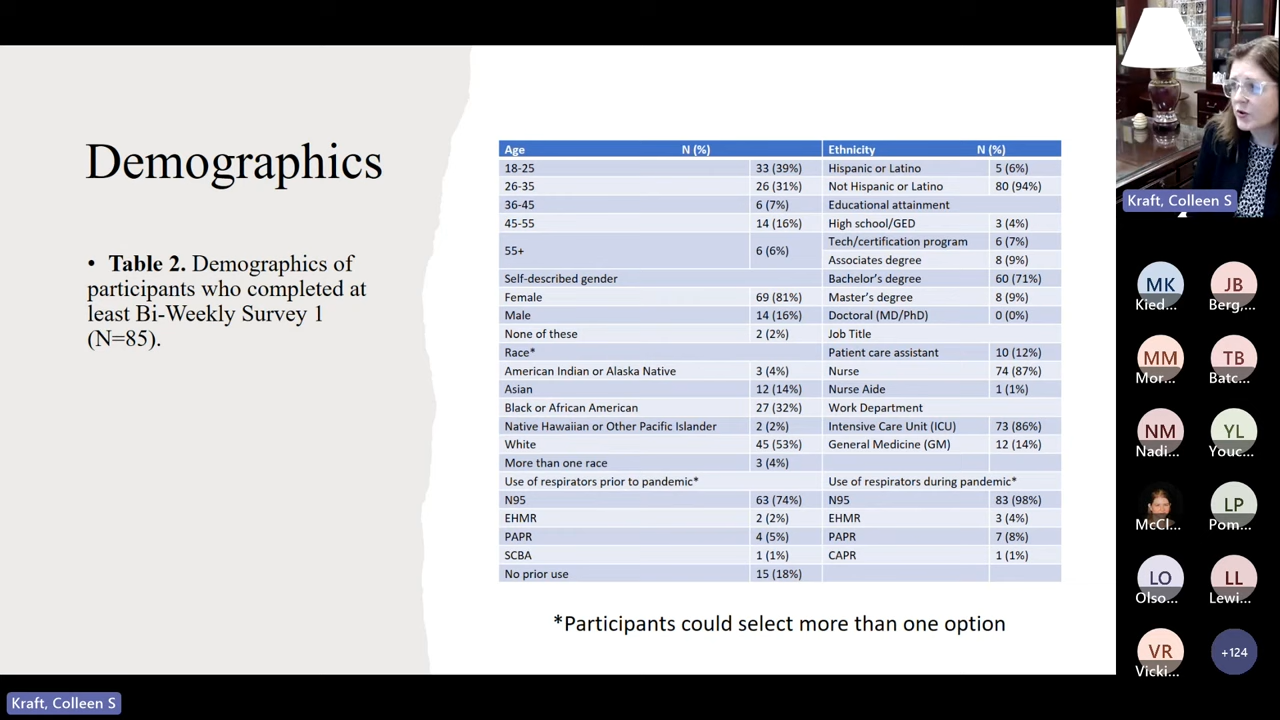 Demographics
• Table 2. Demographics of
participants who completed at
least Bi-Weekly Survey 1
(N=85).
Age N (%) Ethnicity N (%)
18-25 33 (39%) Hispanic or Latino 5 (6%)
26-35 26 (31%) Not Hispanic or Latino 80 (94%)
36-45 6 (7%) Educational attainment
45-55 14 (16%) High school/GED 3 (4%)
55+ 6 (6%) Tech/certification program 6 (7%)
Associates degree 8 (9%)
Self-described gender Bachelor's degree 60 (71%)
Female 69 (81%) Master's degree 8 (9%)
Male 14 (16%) Doctoral (MD/PhD) 0 (0%)
None of these 2 (2%) Job Title
Race* Patient care assistant 10 (12%)
American Indian or Alaska Native 3 (4%) Nurse 74 (87%)
Asian 12 (14%) Nurse Aide 1 (1%)
Black or African American 27 (32%) Work Department
Native Hawaiian or Other Pacific Islander 2 (2%) Intensive Care Unit (ICU) 73 (86%)
White 45 (53%) General Medicine (GM) 12 (14%)
More than one race 3 (4%)
Use of respirators prior to pandemic* Use of respirators during pandemic*
N95 63 (74%) N95 83 (98%)
EHMR 2 (2%) EHMR 3 (4%)
PAPR 4 (5%) PAPR 7 (8%)
SCBA 1 (1%) CAPR 1 (1%)
No prior use 15 (18%)
*Participants could select more than one option
Kraft, Colleen S
Kraft, Colleen S
MK JB
Kied... Berg,...
MM TB
Mor... Batc...
NM YL
Nadi... Youc...
LP
McCl... Pom...
LO LL
Olso... Lewi...
VR +124
Vicki...